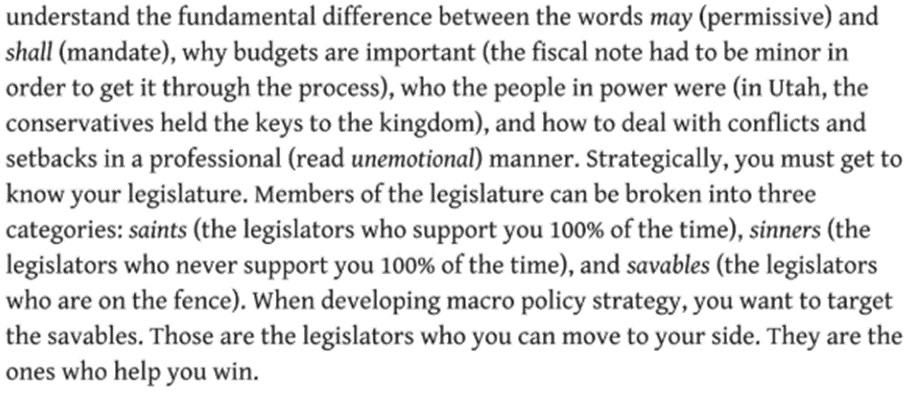 understand the fundamental difference between the words may (permissive) and
shall (mandate), why budgets are important (the fiscal note had to be minor in
order to get it through the process), who the people in power were (in Utah, the
conservatives held the keys to the kingdom), and how to deal with conflicts and
setbacks in a professional (read unemotional) manner. Strategically, you must get to
know your legislature. Members of the legislature can be broken into three
categories: saints (the legislators who support you 100% of the time), sinners (the
legislators who never support you 100% of the time), and savables (the legislators
who are on the fence). When developing macro policy strategy, you want to target
the savables. Those are the legislators who you can move to your side. They are the
ones who help you win.